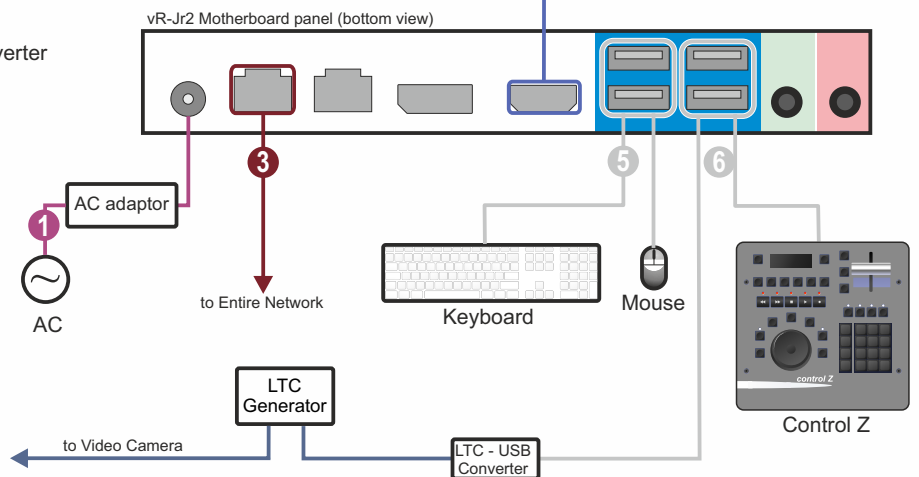 vR-Jr2 Motherboard panel (bottom view)
verter
3
5
6
AC adaptor
1
to Entire Network
AC
Keyboard
Mouse
control Z
Control Z
LTC
Generator
to Video Camera
LTC - USB
Converter